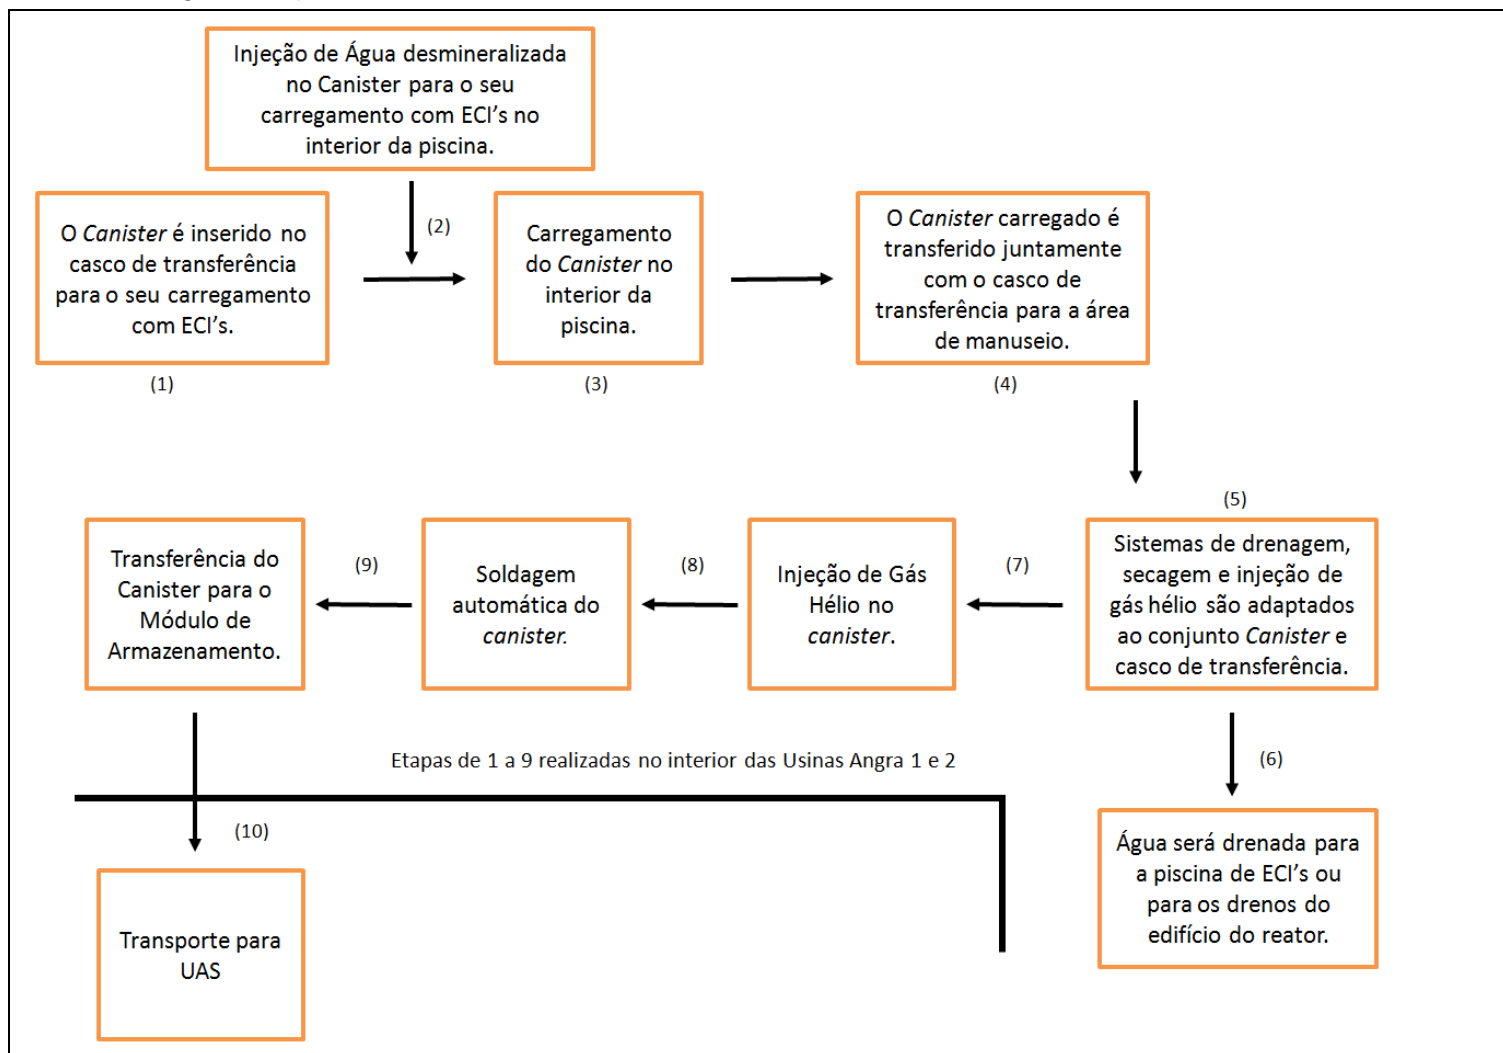 Injeção de Água desmineralizada
no Canister para o seu
carregamento com ECI's no
interior da piscina.
(2)
O Canister é inserido no
casco de transferência
para o seu carregamento
com ECI's.
(1)
Carregamento
do Canister no
interior da
piscina.
(3)
O Canister carregado é
transferido juntamente
com o casco de
transferência para a área
de manuseio.
(4)
(5)
Sistemas de drenagem,
secagem e injeção de
gás hélio são adaptados
ao conjunto Canister e
casco de transferência.
(7)
Injeção de Gás
Hélio no
canister.
(8)
Soldagem
automática do
canister.
(9)
Transferência do
Canister para o
Módulo de
Armazenamento.
Etapas de 1 a 9 realizadas no interior das Usinas Angra 1 e 2
(6)
Água será drenada para
a piscina de ECI's ou
para os drenos do
edifício do reator.
(10)
Transporte para
UAS